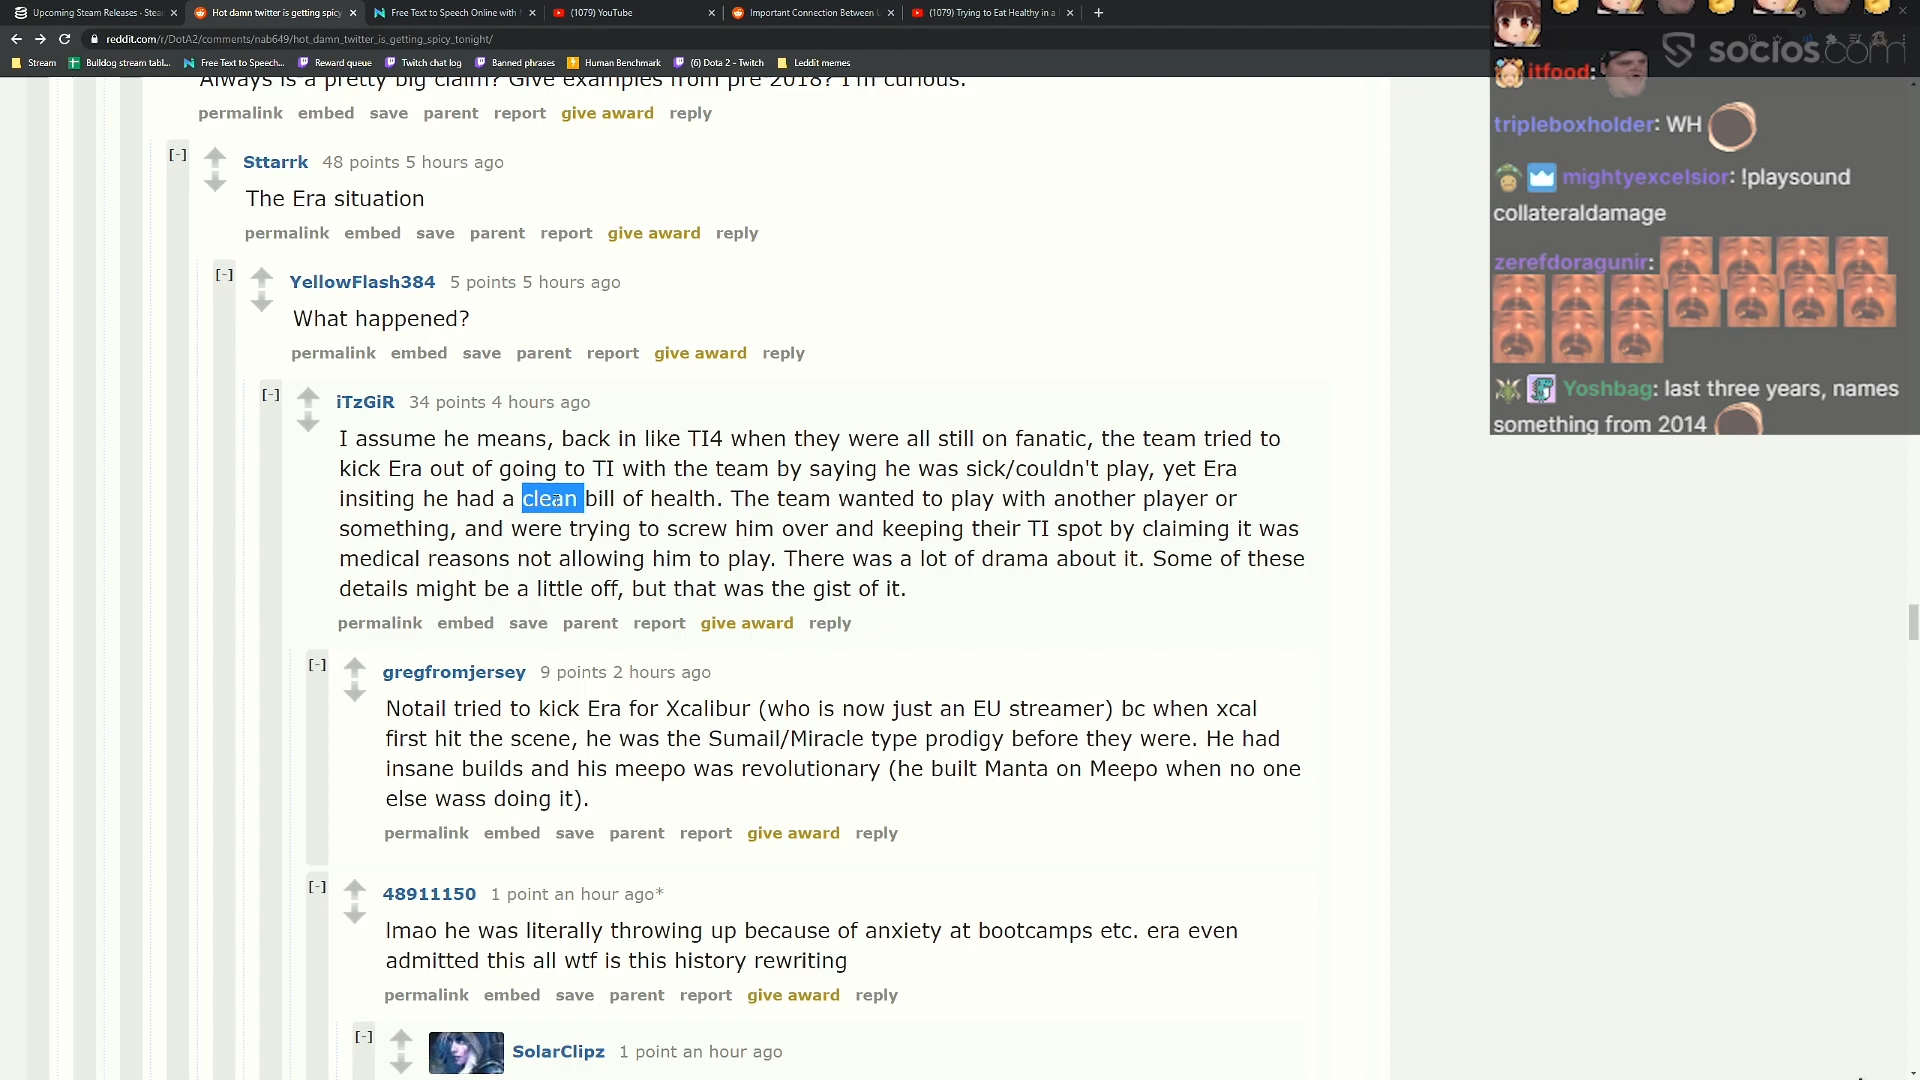 Upcoming Steam Releases - Stea
Hot damn twitter is getting spicy
Free Text to Speech Online with
(1079) YouTube
Important Connection Between
(1079) Trying to Eat Healthy in a
reddit.com/r/DotA2/comments/nab649/hot_damn_twitter_is_getting_spicy_tonight/
Stream
Bulldog stream tabl...
Free Text to Speech...
Reward queue
Twitch chat log
Banned phrases
Human Benchmark
(6) Dota 2 - Twitch
Leddit memes
socios.com
Always is a pretty big claim? Give examples from pre 2018? I'm curious.
permalink embed save parent report give award reply
[-] Sttarrk 48 points 5 hours ago
The Era situation
permalink embed save parent report give award reply
[-] YellowFlash384 5 points 5 hours ago
What happened?
permalink embed save parent report give award reply
[-] iTzGiR 34 points 4 hours ago
I assume he means, back in like TI4 when they were all still on fanatic, the team tried to
kick Era out of going to TI with the team by saying he was sick/couldn't play, yet Era
insiting he had a clean bill of health. The team wanted to play with another player or
something, and were trying to screw him over and keeping their TI spot by claiming it was
medical reasons not allowing him to play. There was a lot of drama about it. Some of these
details might be a little off, but that was the gist of it.
permalink embed save parent report give award reply
[-] gregfromjersey 9 points 2 hours ago
Notail tried to kick Era for Xcalibur (who is now just an EU streamer) bc when xcal
first hit the scene, he was the Sumail/Miracle type prodigy before they were. He had
insane builds and his meepo was revolutionary (he built Manta on Meepo when no one
else wass doing it).
permalink embed save parent report give award reply
[-] 48911150 1 point an hour ago*
lmao he was literally throwing up because of anxiety at bootcamps etc. era even
admitted this all wtf is this history rewriting
permalink embed save parent report give award reply
[-] SolarClipz 1 point an hour ago
itfood:
tripleboxholder: WH
mightyexcelsior: !playsound
collateraldamage
zerefdoragunir:
Yoshbag: last three years, names
something from 2014